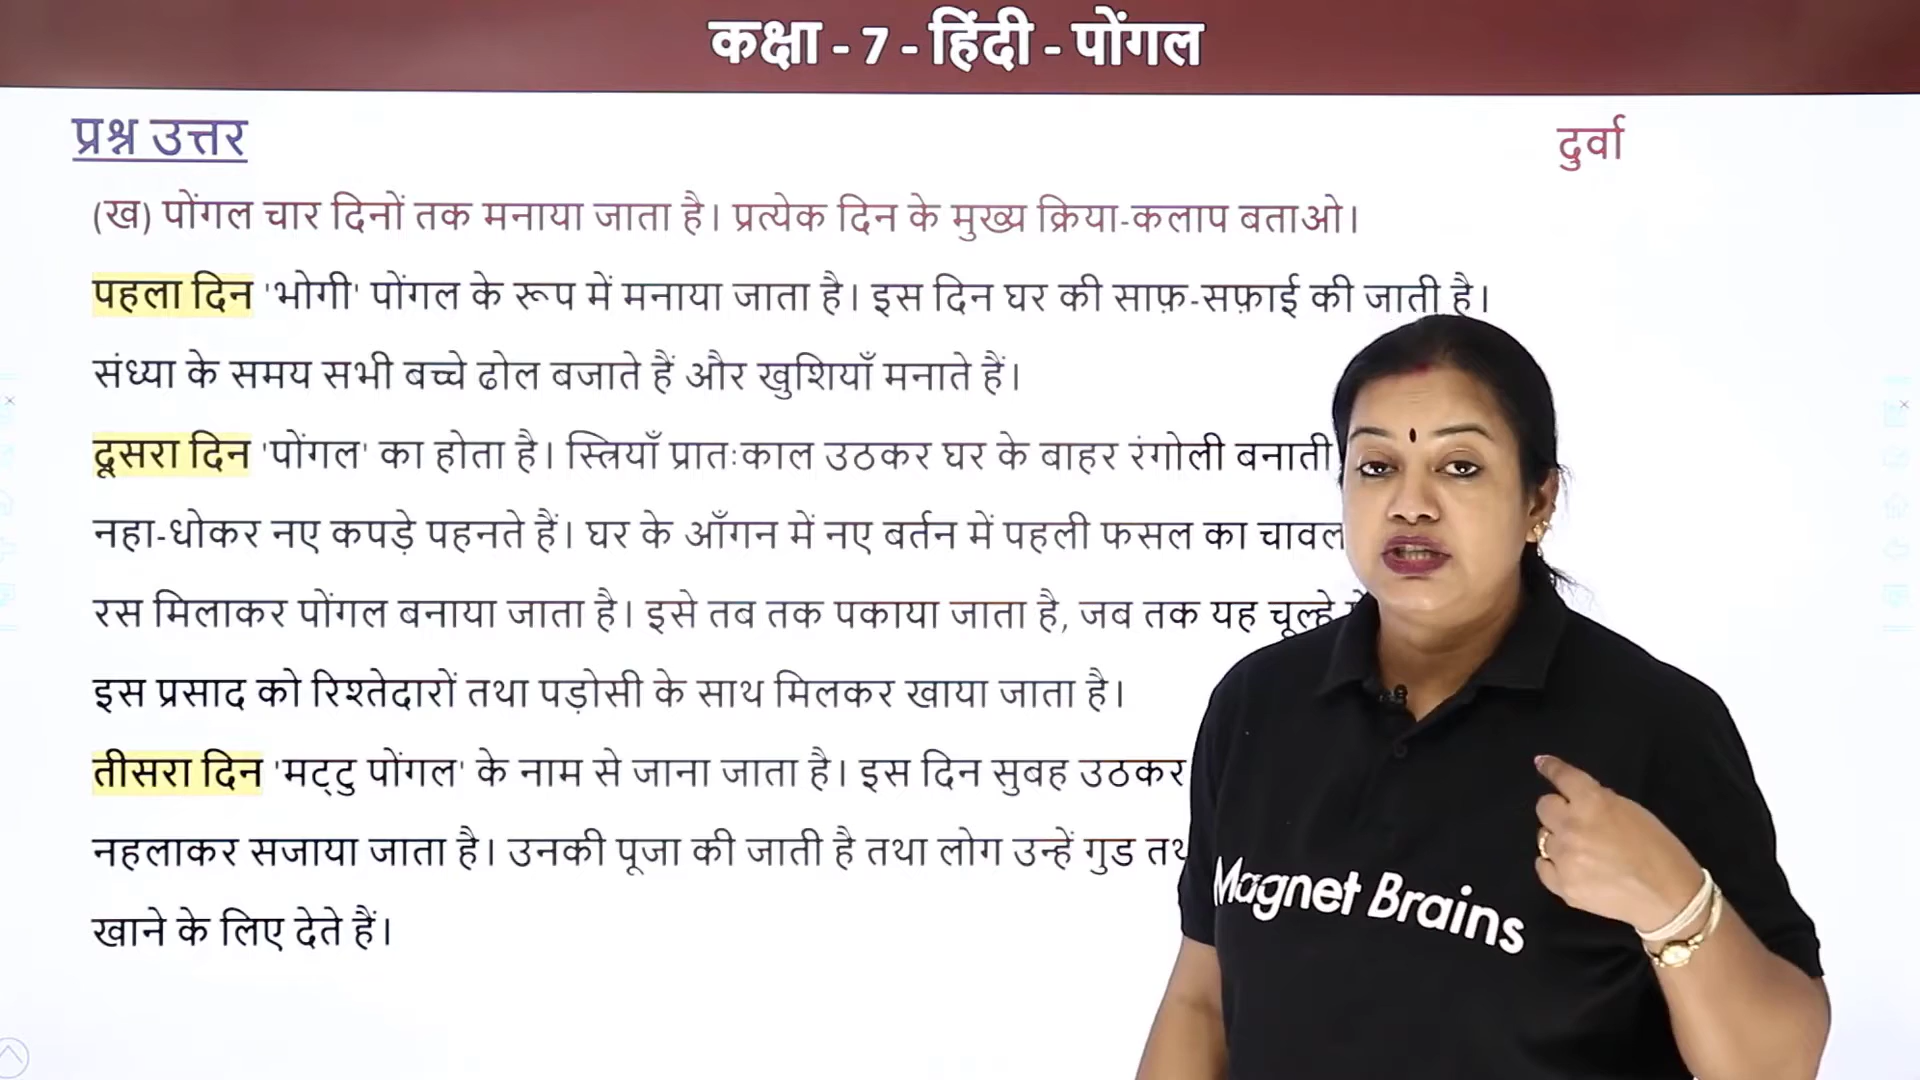 कक्षा - 7 - हिंदी - पोंगल
प्रश्न उत्तर
दुर्वा
(ख) पोंगल चार दिनों तक मनाया जाता है। प्रत्येक दिन के मुख्य क्रिया-कलाप बताओ।
पहला दिन 'भोगी' पोंगल के रूप में मनाया जाता है। इस दिन घर की साफ़-सफ़ाई की जाती है।
संध्या के समय सभी बच्चे ढोल बजाते हैं और खुशियाँ मनाते हैं।
दूसरा दिन 'पोंगल' का होता है। स्त्रियाँ प्रातःकाल उठकर घर के बाहर रंगोली बनाती
नहा-धोकर नए कपड़े पहनते हैं। घर के आँगन में नए बर्तन में पहली फसल का चावल
रस मिलाकर पोंगल बनाया जाता है। इसे तब तक पकाया जाता है, जब तक यह चूल्हे
इस प्रसाद को रिश्तेदारों तथा पड़ोसी के साथ मिलकर खाया जाता है।
तीसरा दिन 'मट्टु पोंगल' के नाम से जाना जाता है। इस दिन सुबह उठकर
नहलाकर सजाया जाता है। उनकी पूजा की जाती है तथा लोग उन्हें गुड
खाने के लिए देते हैं।
Magnet Brains